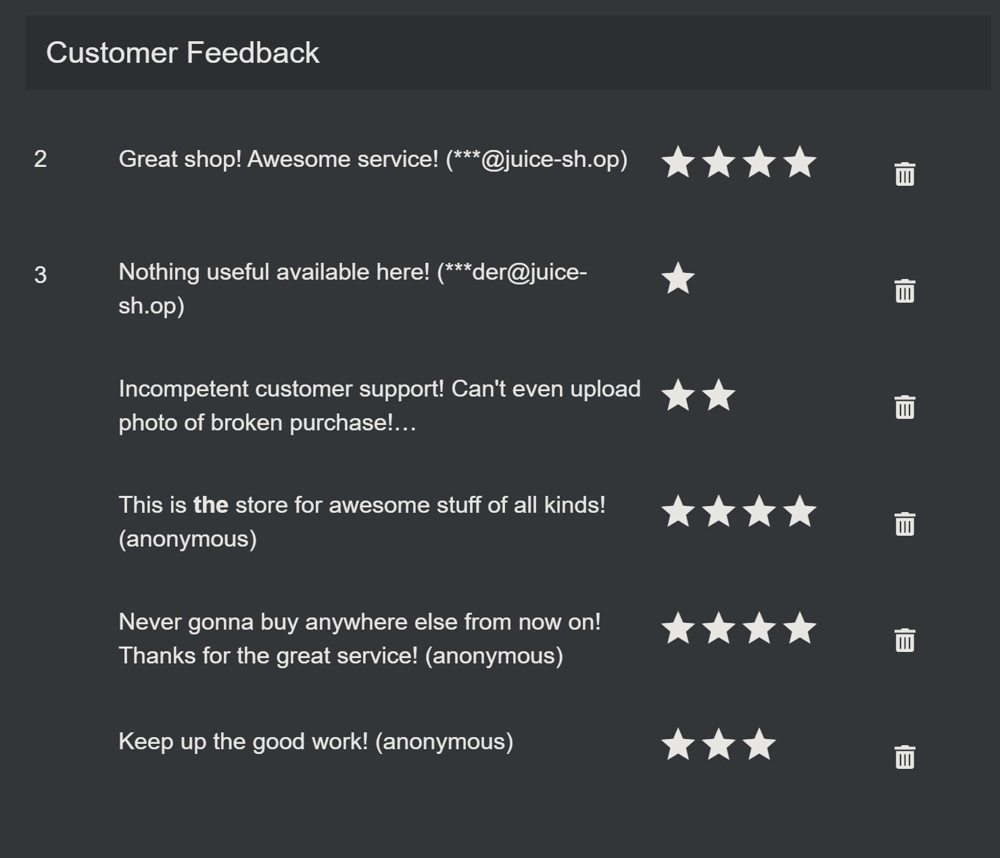 Customer Feedback
2
Great shop! Awesome service! (***@juice-sh.op)
3
Nothing useful available here! (***der@juice-
sh.op)
Incompetent customer support! Can't even upload
photo of broken purchase!…
This is the store for awesome stuff of all kinds!
(anonymous)
Never gonna buy anywhere else from now on!
Thanks for the great service! (anonymous)
Keep up the good work! (anonymous)